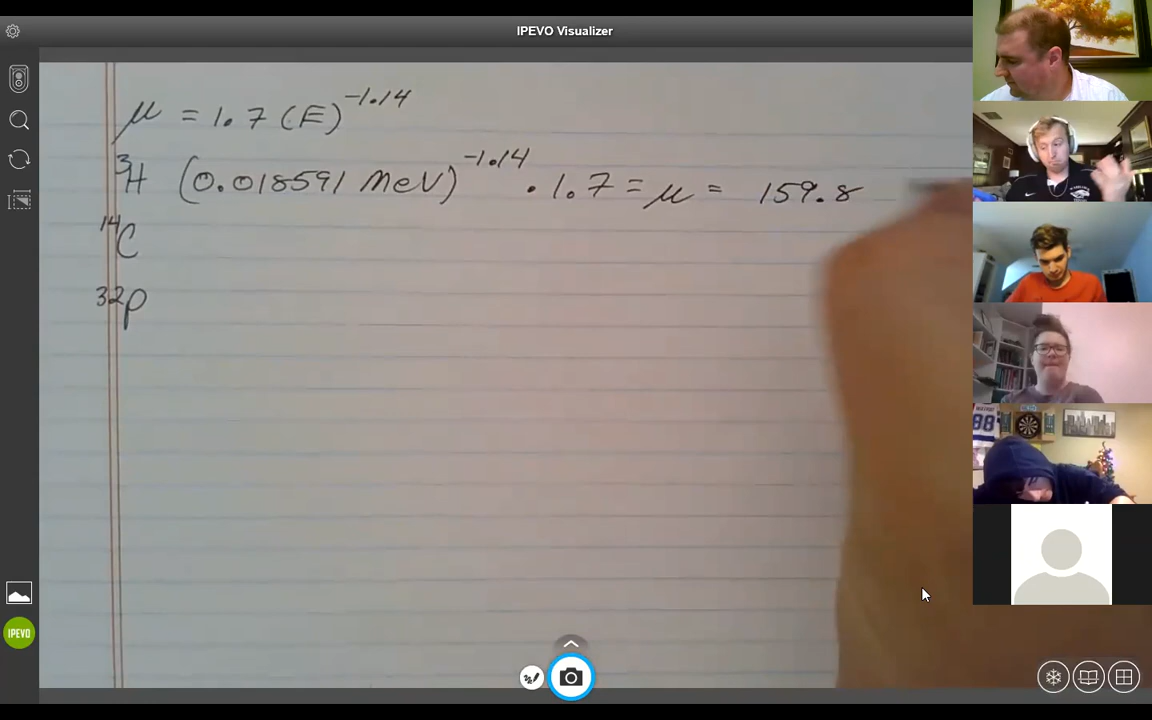 IPEVO Visualizer
μ = 1.7 (E)^-1.14
³H (0.018591 MeV)^-1.14 · 1.7 = μ = 159.8
¹⁴C
³²P
88
IPEVO